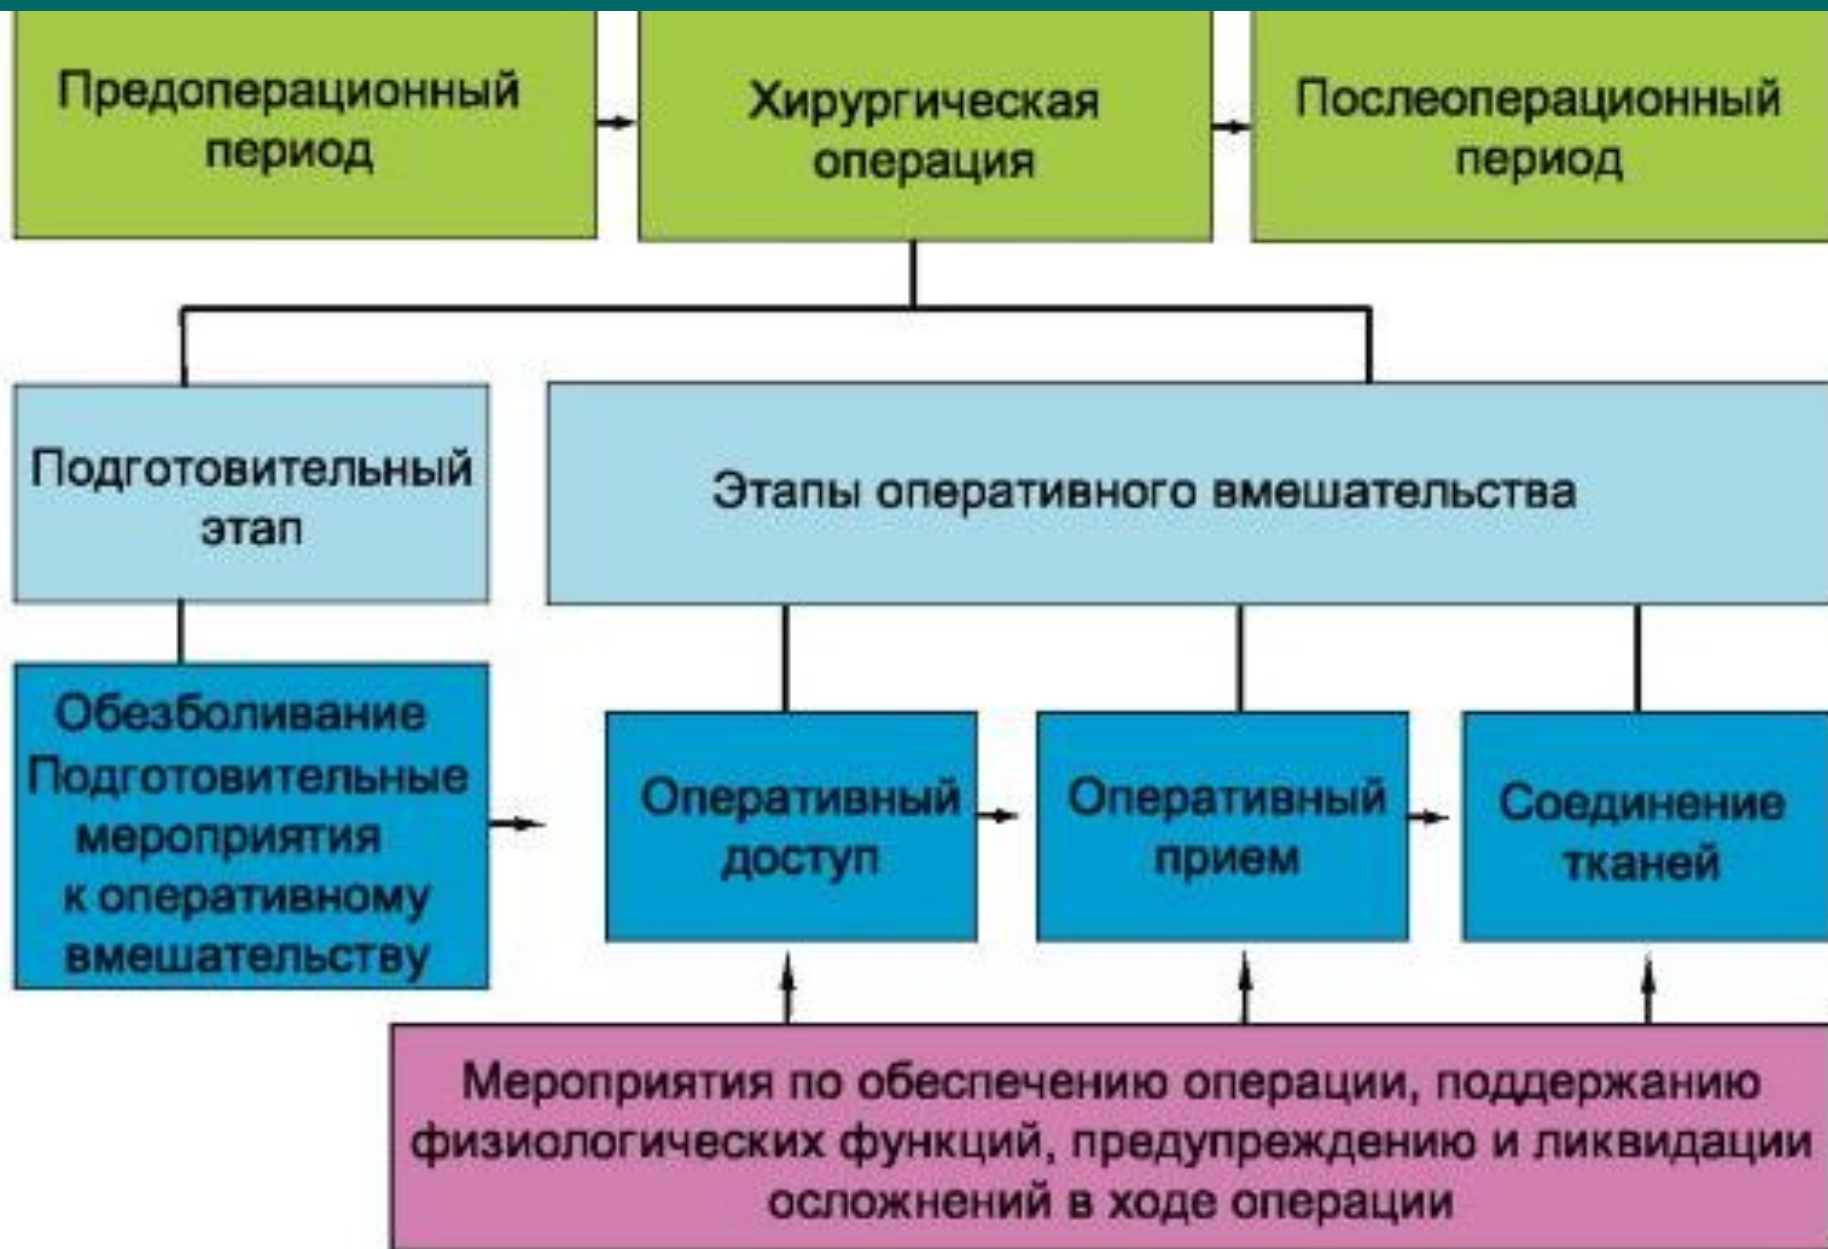 Предоперационный
период
Хирургическая
операция
Послеоперационный
период
Подготовительный
этап
Этапы оперативного вмешательства
Обезболивание
Подготовительные
мероприятия
к оперативному
вмешательству
Оперативный
доступ
Оперативный
прием
Соединение
тканей
Мероприятия по обеспечению операции, поддержанию
физиологических функций, предупреждению и ликвидации
осложнений в ходе операции